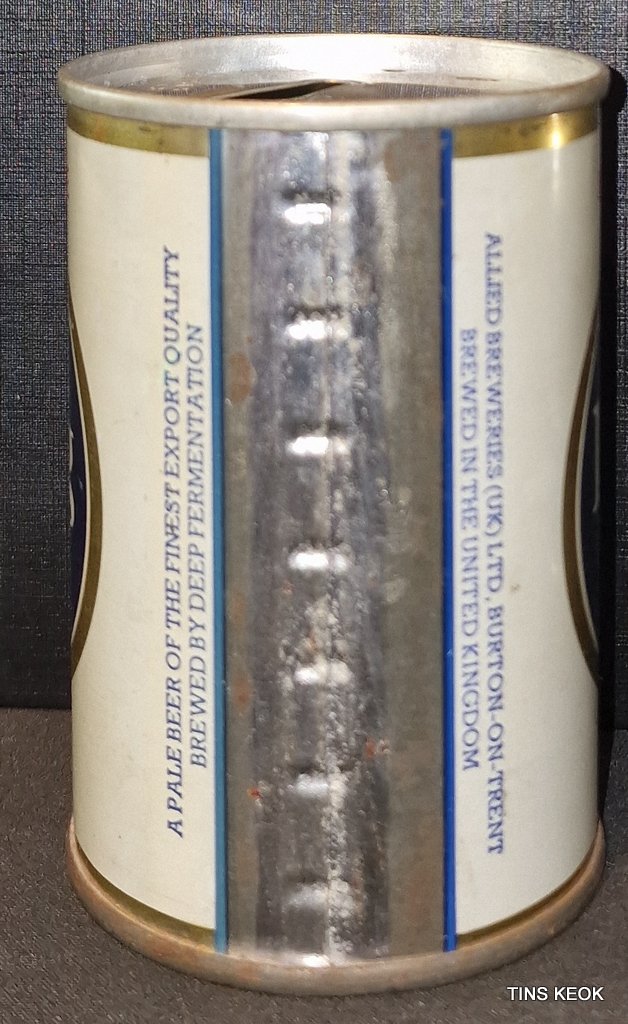 A PALE BEER OF THE FINEST EXPORT QUALITY
BREWED BY DEEP FERMENTATION
ALLIED BREWERIES (UK) LTD, BURTON-ON-TRENT
BREWED IN THE UNITED KINGDOM
TINS KEOK